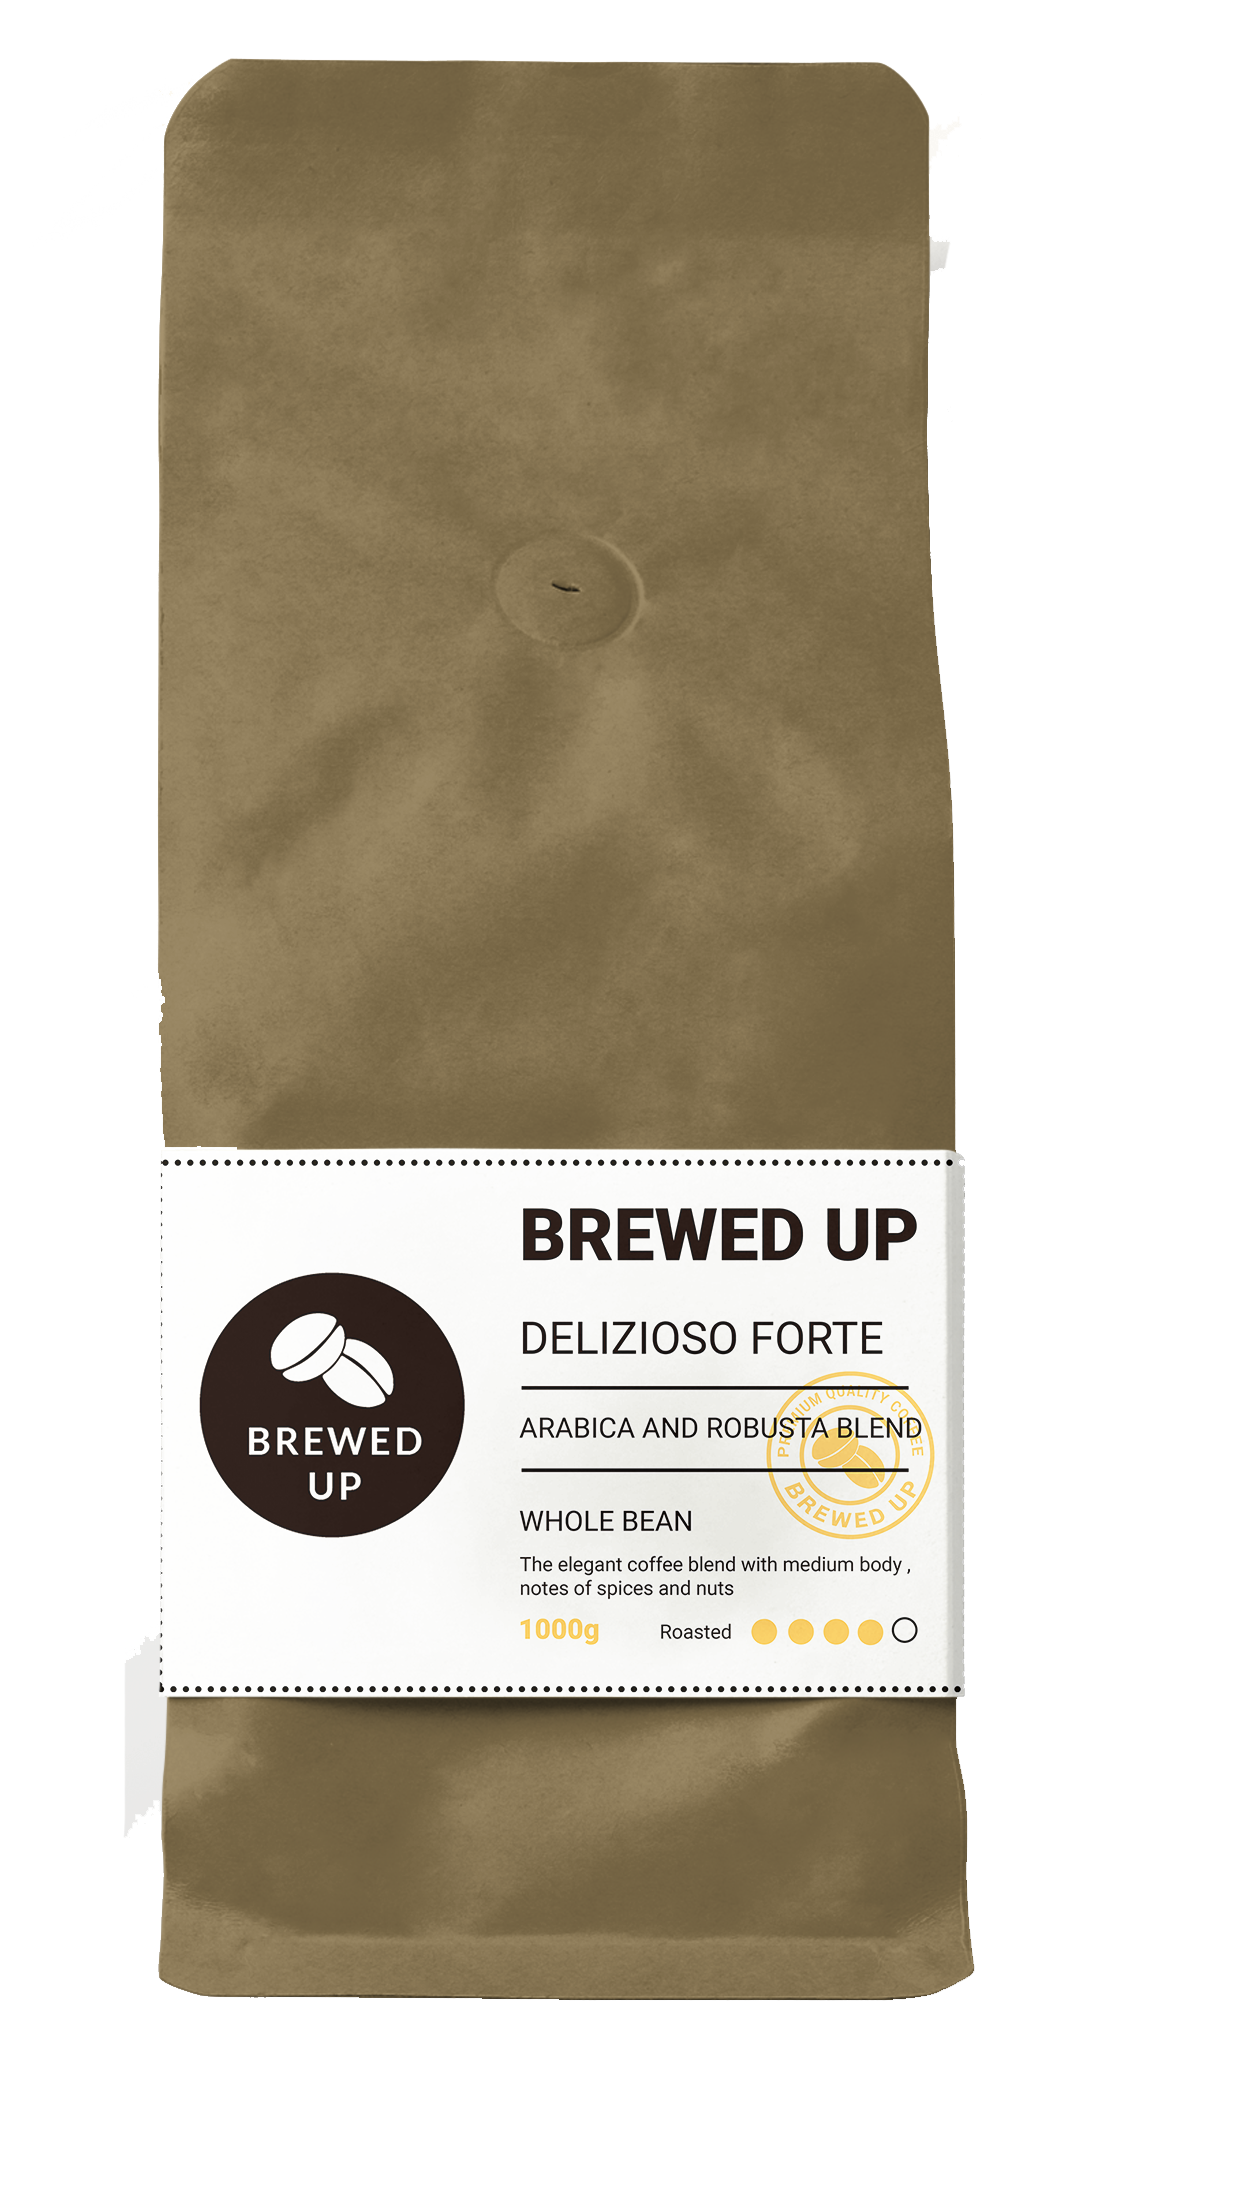 BREWED UP
DELIZIOSO FORTE
ARABICA AND ROBUSTA BLEND
PREMIUM QUALITY COFFEE
BREWED UP
BREWED
UP
WHOLE BEAN
The elegant coffee blend with medium body ,
notes of spices and nuts
1000g Roasted